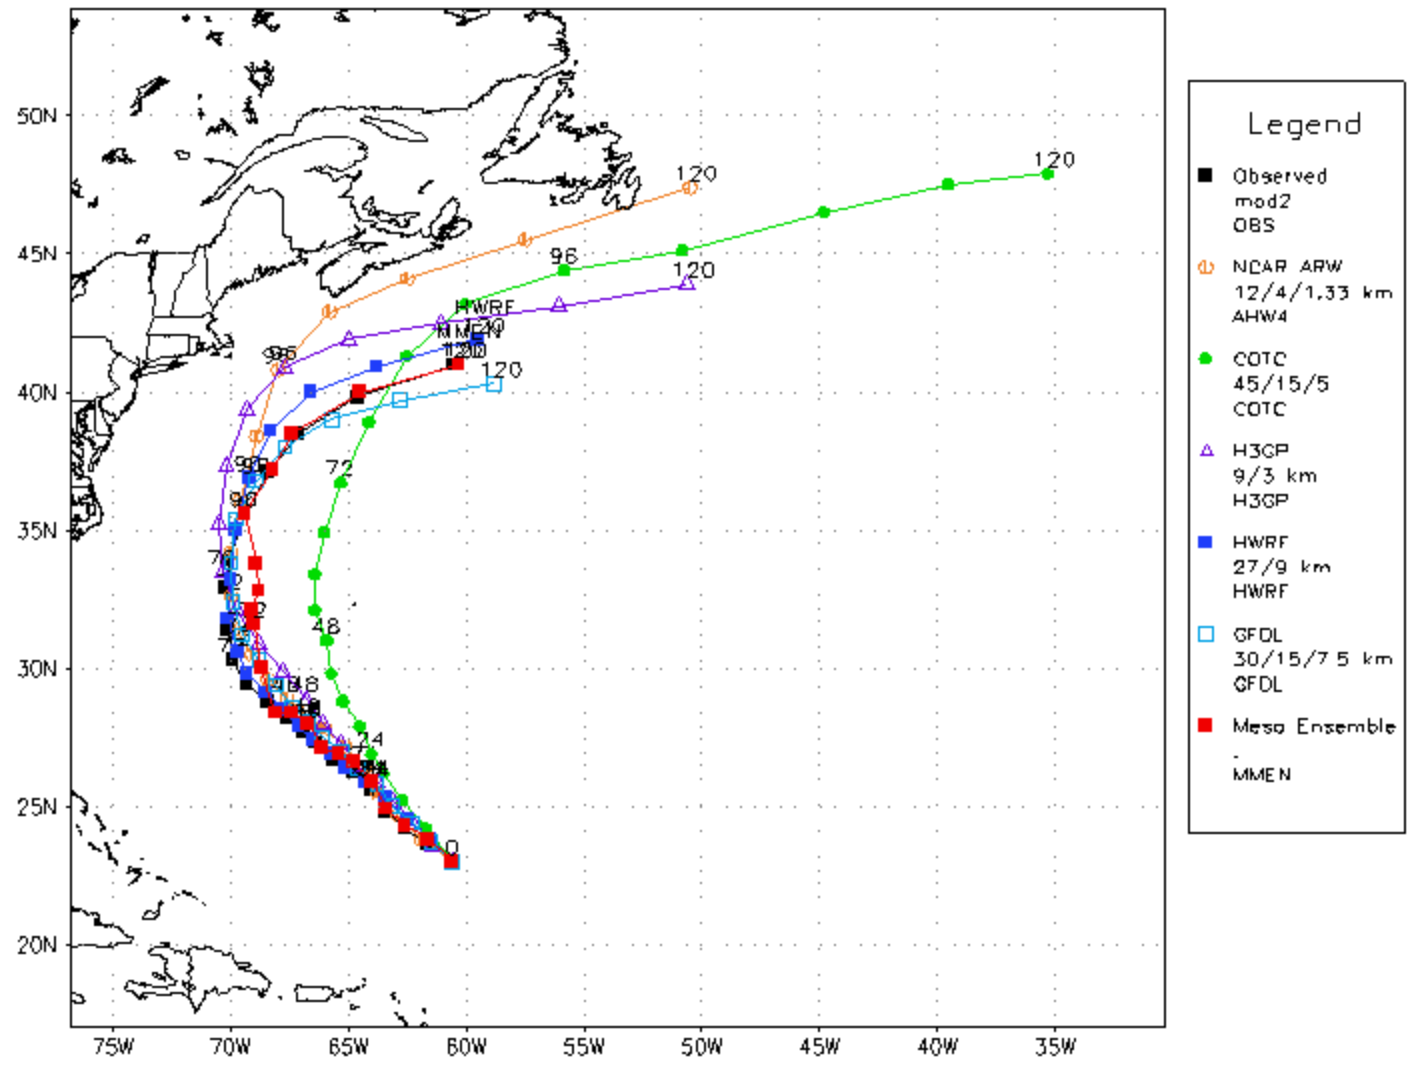 50N
45N
40N
35N
30N
25N
20N
75W
70W
65W
60W
55W
50W
45W
40W
35W
120
120
96
120
HWRF
120
72
96
48
48
24
0
Legend
Observed
mod2
OBS
NCAR ARW
12/4/1.33 km
AHW4
COTC
45/15/5
COTC
H3GP
9/3 km
H3GP
HWRF
27/9 km
HWRF
GFDL
30/15/7.5 km
GFDL
Meso Ensemble
-
MMEN